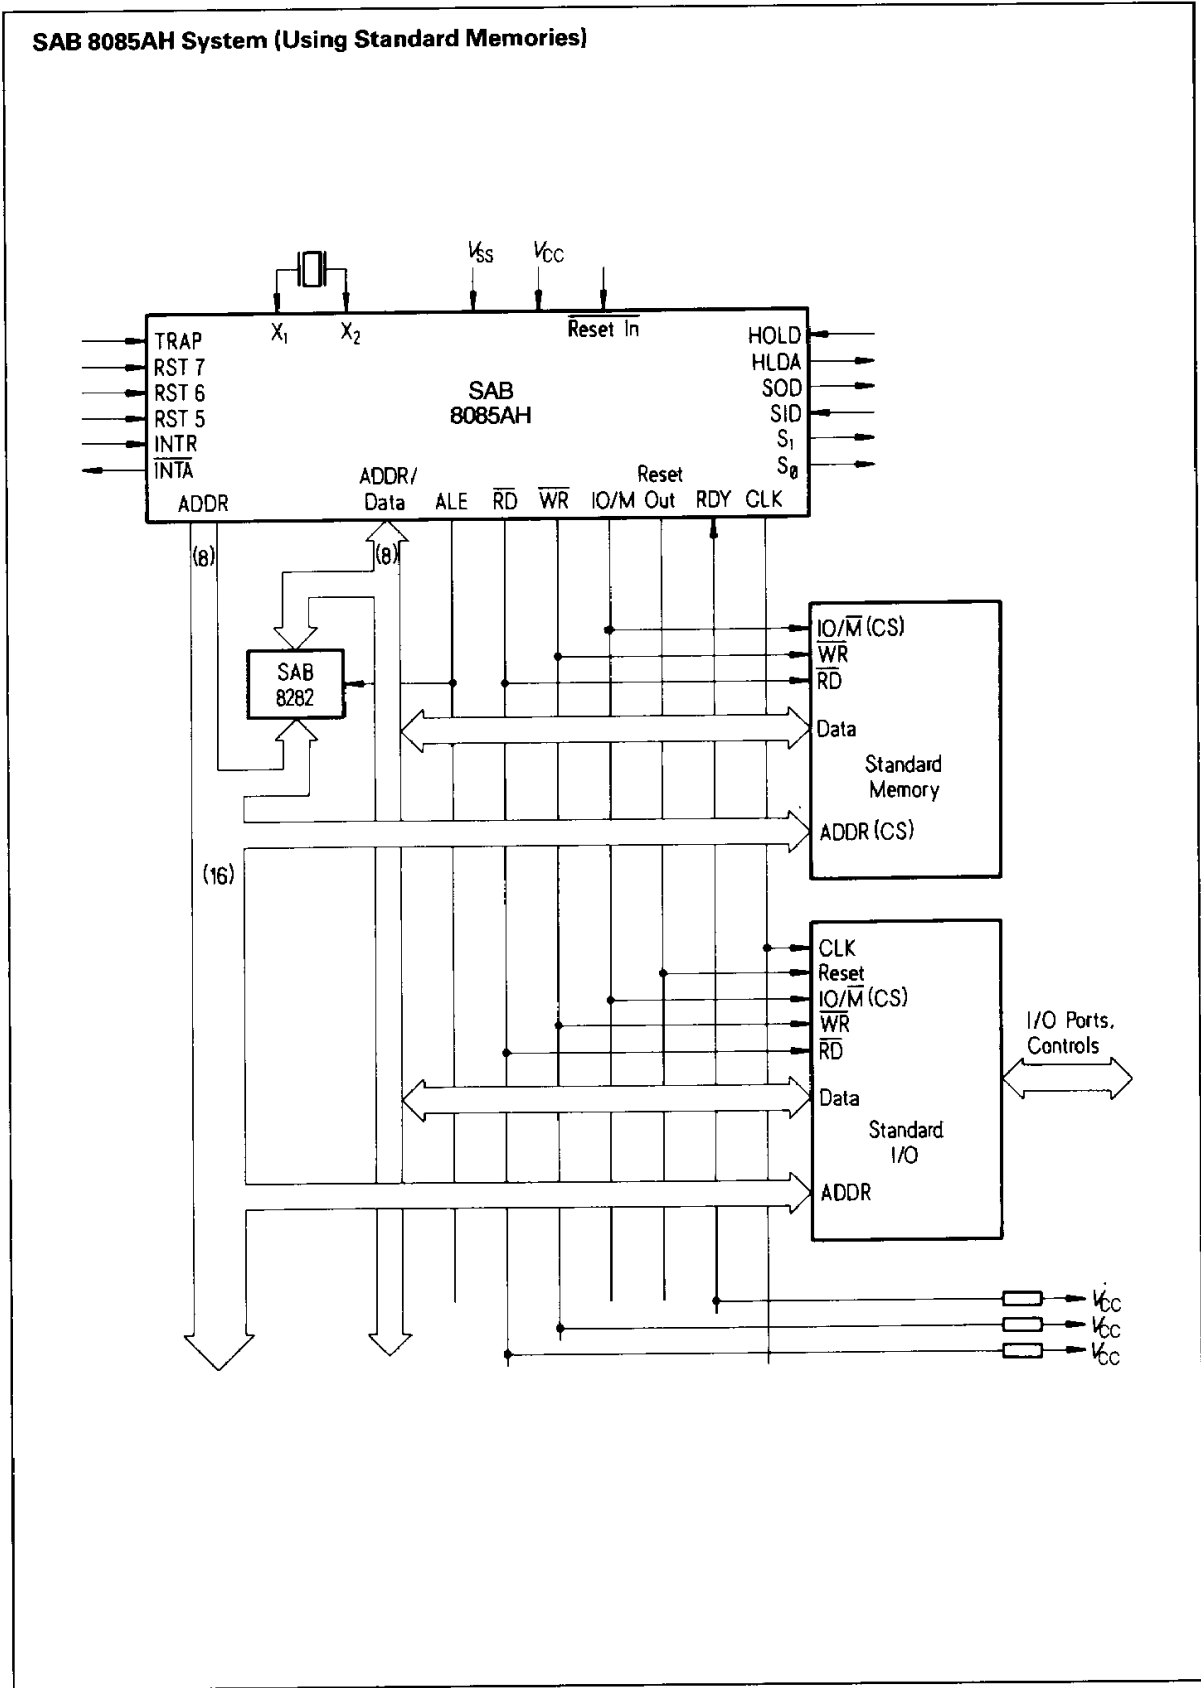 SAB 8085AH System (Using Standard Memories)
VSS
VCC
X1
X2
Reset In
TRAP
RST 7
RST 6
RST 5
INTR
INTA
SAB
8085AH
HOLD
HLDA
SOD
SID
S1
S0
ADDR
ADDR/
Data
ALE
RD
WR
IO/M
Reset
Out
RDY
CLK
(8)
(8)
SAB
8282
IO/M (CS)
WR
RD
Data
Standard
Memory
ADDR (CS)
(16)
CLK
Reset
IO/M (CS)
WR
RD
Data
Standard
I/O
ADDR
I/O Ports,
Controls
VCC
VCC
VCC